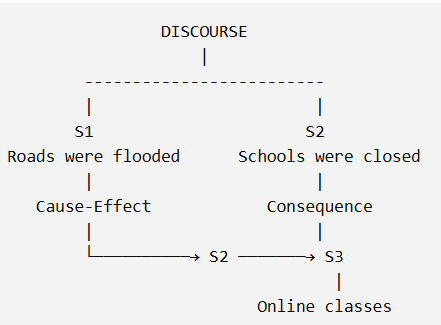 DISCOURSE
S1 S2
Roads were flooded Schools were closed
Cause-Effect Consequence
S2 S3
Online classes